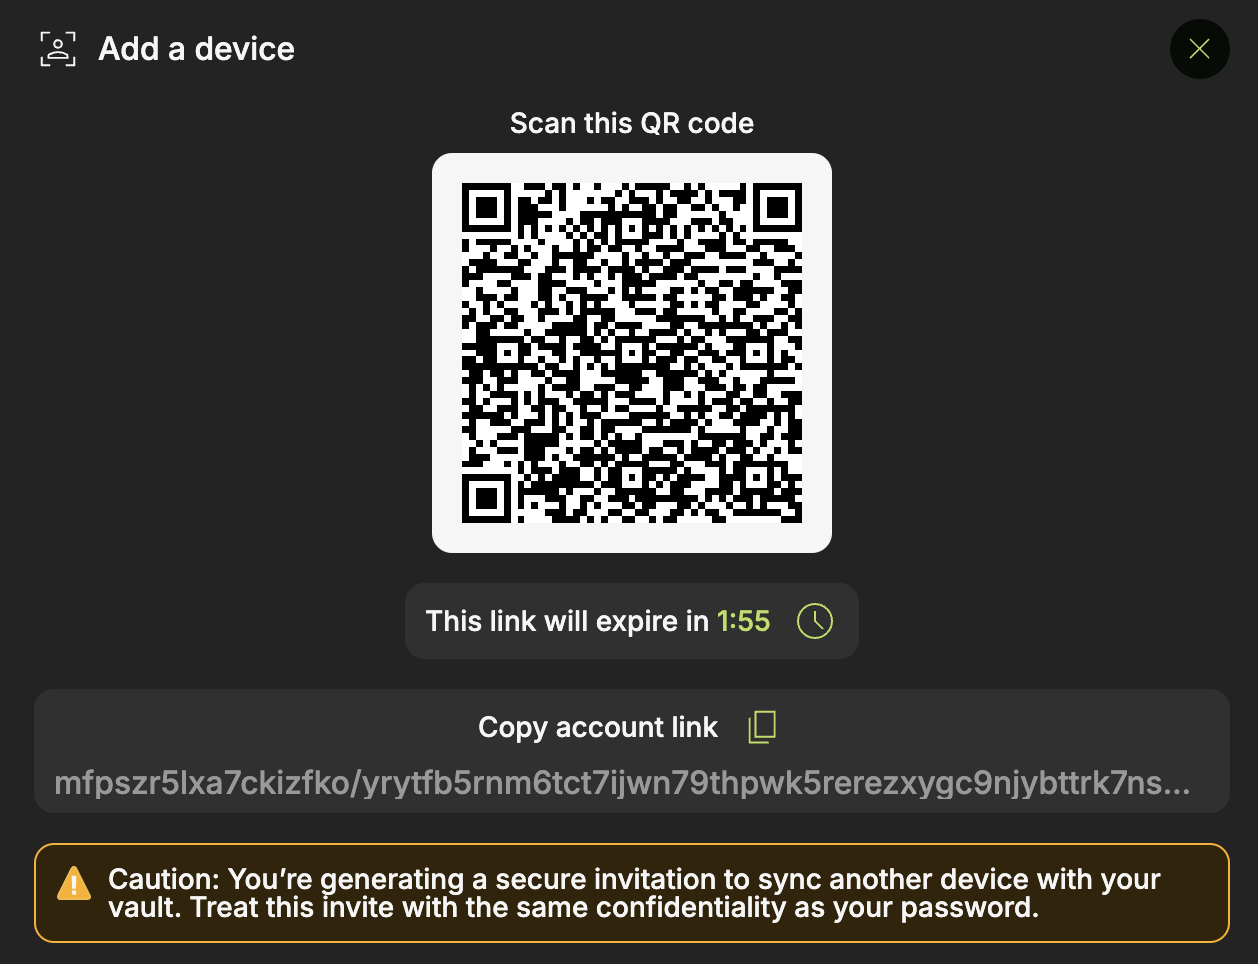 Add a device
Scan this QR code
This link will expire in 1:55
Copy account link
mfpszr5lxa7ckizfko/yrytfb5rnm6tct7ijwn79thpwk5rerezxygc9njybttrk7ns...
Caution: You’re generating a secure invitation to sync another device with your
vault. Treat this invite with the same confidentiality as your password.